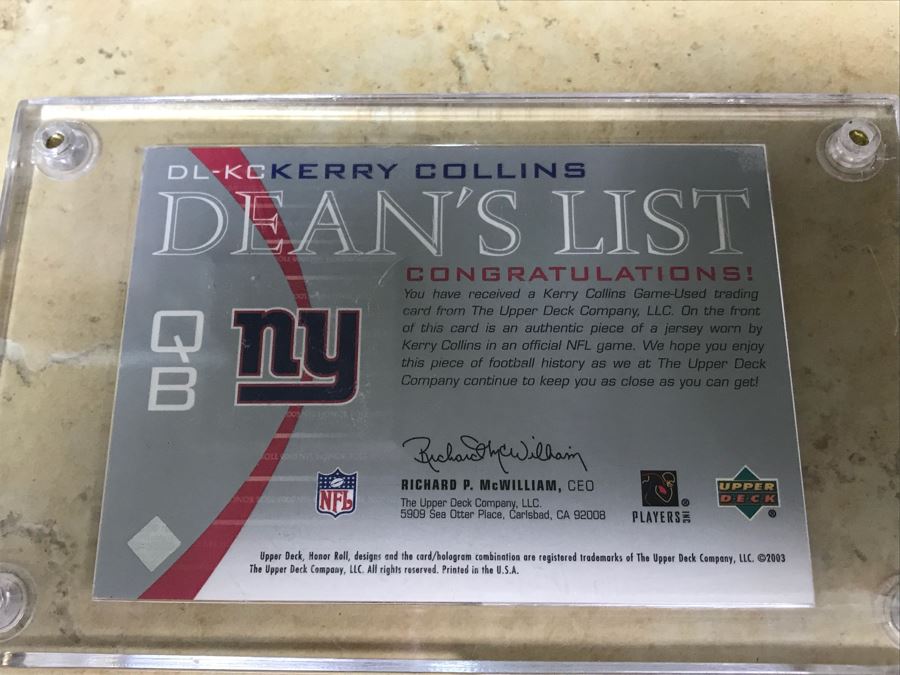 DL-KC KERRY COLLINS
DEAN'S LIST
CONGRATULATIONS!
You have received a Kerry Collins Game-Used trading
card from The Upper Deck Company, LLC. On the front
of this card is an authentic piece of a jersey worn by
Kerry Collins in an official NFL game. We hope you enjoy
this piece of football history as we at The Upper Deck
Company continue to keep you as close as you can get!
QB
ny
Richard McWilliam
RICHARD P. McWILLIAM, CEO
The Upper Deck Company, LLC.
5909 Sea Otter Place, Carlsbad, CA 92008
NFL
PLAYERS INC ®
UPPER DECK ®
Upper Deck, Honor Roll, designs and the card/hologram combination are registered trademarks of The Upper Deck Company, LLC. ©2003
The Upper Deck Company, LLC. All rights reserved. Printed in the U.S.A.